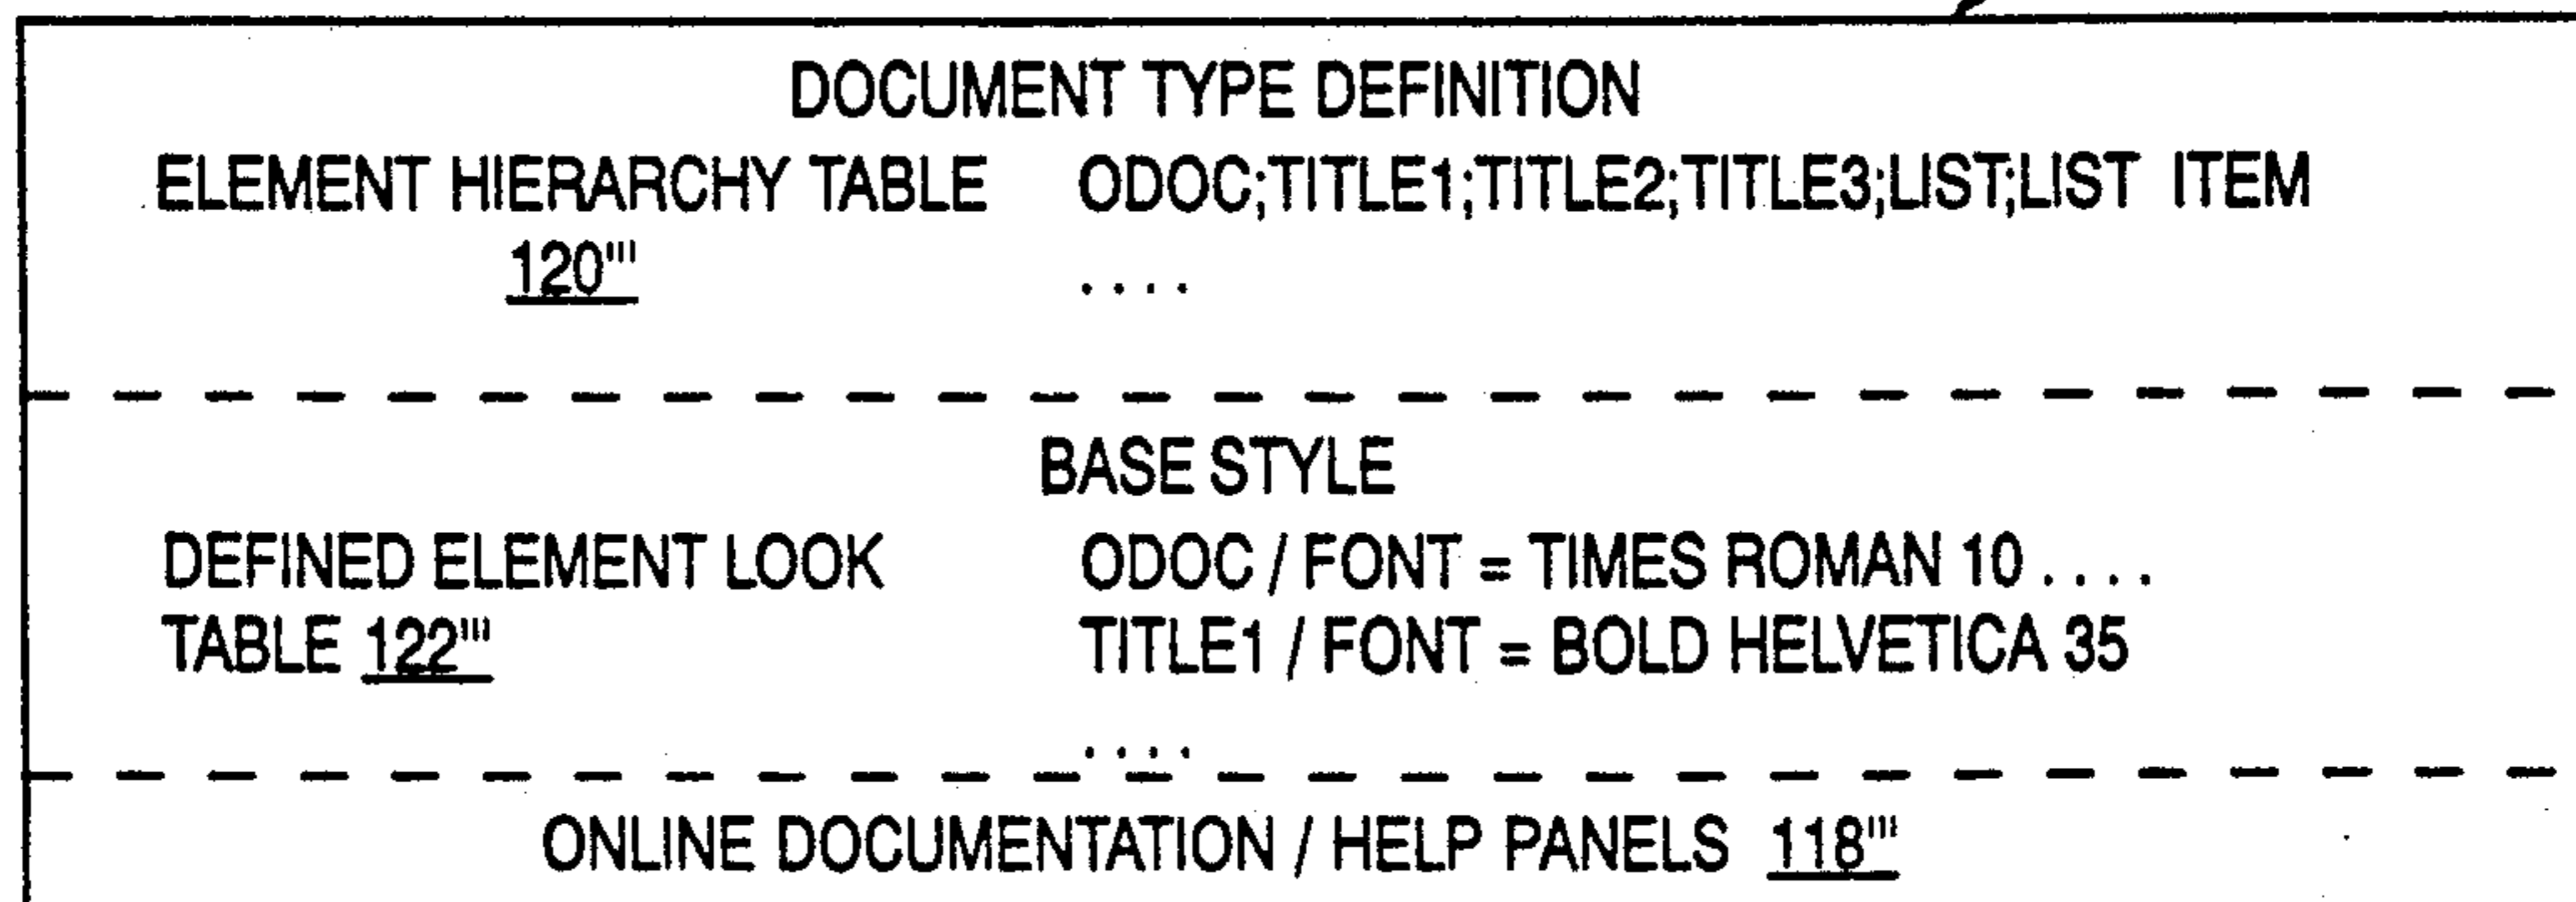 DOCUMENT TYPE DEFINITION
ELEMENT HIERARCHY TABLE ODOC;TITLE1;TITLE2;TITLE3;LIST;LIST ITEM
120''' ....
BASE STYLE
DEFINED ELEMENT LOOK ODOC / FONT = TIMES ROMAN 10 ....
TABLE 122''' TITLE1 / FONT = BOLD HELVETICA 35
....
ONLINE DOCUMENTATION / HELP PANELS 118'''